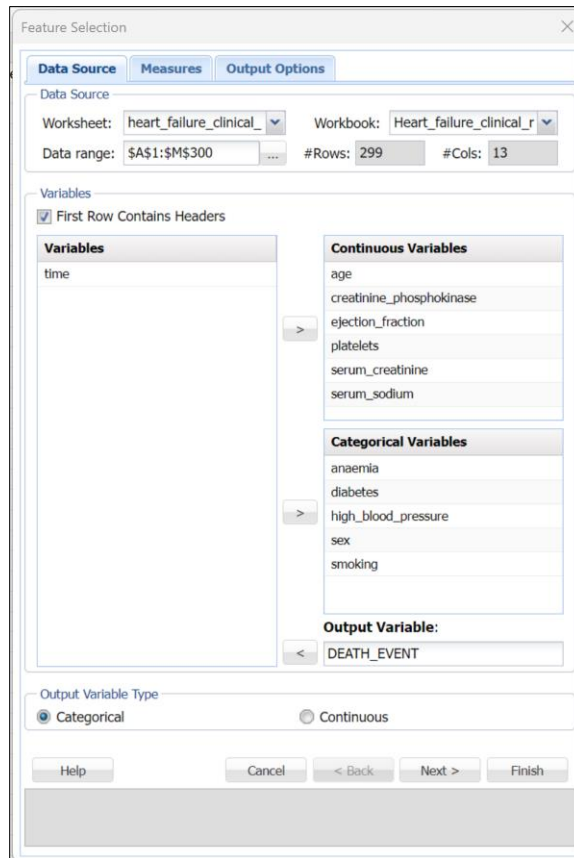 Feature Selection
Data Source Measures Output Options
Data Source
Worksheet: heart_failure_clinical_ Workbook: Heart_failure_clinical_r
Data range: $A$1:$M$300 ... #Rows: 299 #Cols: 13
Variables
First Row Contains Headers
Variables
time
>
Continuous Variables
age
creatinine_phosphokinase
ejection_fraction
platelets
serum_creatinine
serum_sodium
>
Categorical Variables
anaemia
diabetes
high_blood_pressure
sex
smoking
Output Variable:
< DEATH_EVENT
Output Variable Type
Categorical Continuous
Help Cancel < Back Next > Finish